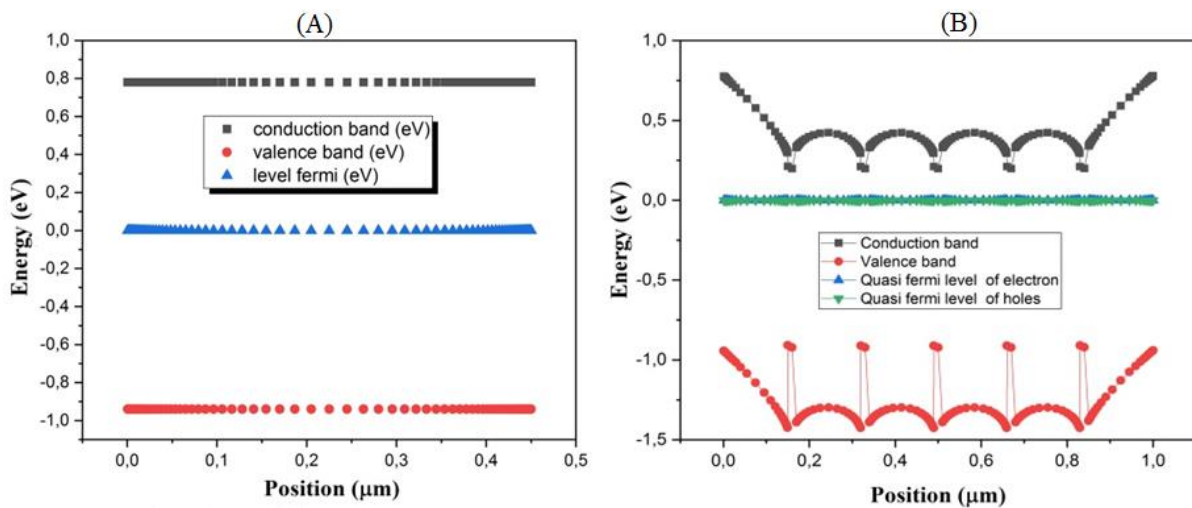 (A)
1,0
0,8
0,6
0,4
0,2
0,0
-0,2
-0,4
-0,6
-0,8
-1,0
Energy (eV)
conduction band (eV)
valence band (eV)
level fermi (eV)
0,0 0,1 0,2 0,3 0,4 0,5
Position (μm)
(B)
1,0
0,5
0,0
-0,5
-1,0
-1,5
Energy (eV)
Conduction band
Valence band
Quasi fermi level of electron
Quasi fermi level of holes
0,0 0,2 0,4 0,6 0,8 1,0
Position (μm)